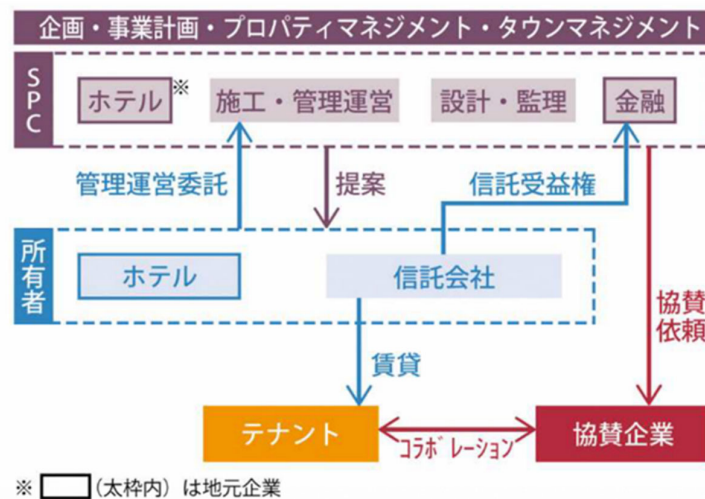 企画・事業計画・プロパティマネジメント・タウンマネジメント
SPC
ホテル※
施工・管理運営
設計・監理
金融
管理運営委託
提案
信託受益権
所有者
ホテル
信託会社
協賛
依頼
賃貸
テナント
コラボレーション
協賛企業
※ (太枠内)は地元企業